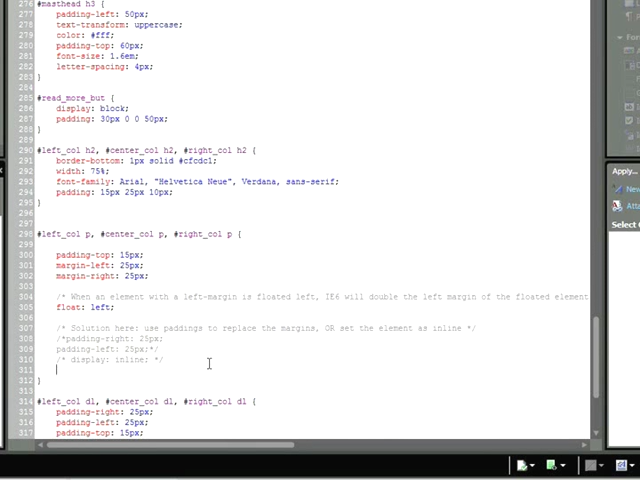 276 #masthead h3 {
277 padding-left: 50px;
278 text-transform: uppercase;
279 color: #fff;
280 padding-top: 60px;
281 font-size: 1.6em;
282 letter-spacing: 4px;
283 }
284
285 #read_more_but {
286 display: block;
287 padding: 30px 0 0 50px;
288 }
289
290 #left_col h2, #center_col h2, #right_col h2 {
291 border-bottom: 1px solid #cfcdc1;
292 width: 75%;
293 font-family: Arial, "Helvetica Neue", Verdana, sans-serif;
294 padding: 15px 25px 10px;
295 }
296
297
298 #left_col p, #center_col p, #right_col p {
299
300 padding-top: 15px;
301 margin-left: 25px;
302 margin-right: 25px;
303
304 /* When an element with a left-margin is floated left, IE6 will double the left margin of the floated element
305 float: left;
306
307 /* Solution here: use paddings to replace the margins, OR set the element as inline */
308 /*padding-right: 25px;
309 padding-left: 25px;*/
310 /* display: inline; */
311
312 }
313
314 #left_col dl, #center_col dl, #right_col dl {
315 padding-right: 25px;
316 padding-left: 25px;
317 padding-top: 15px;
Apply...
New
Select